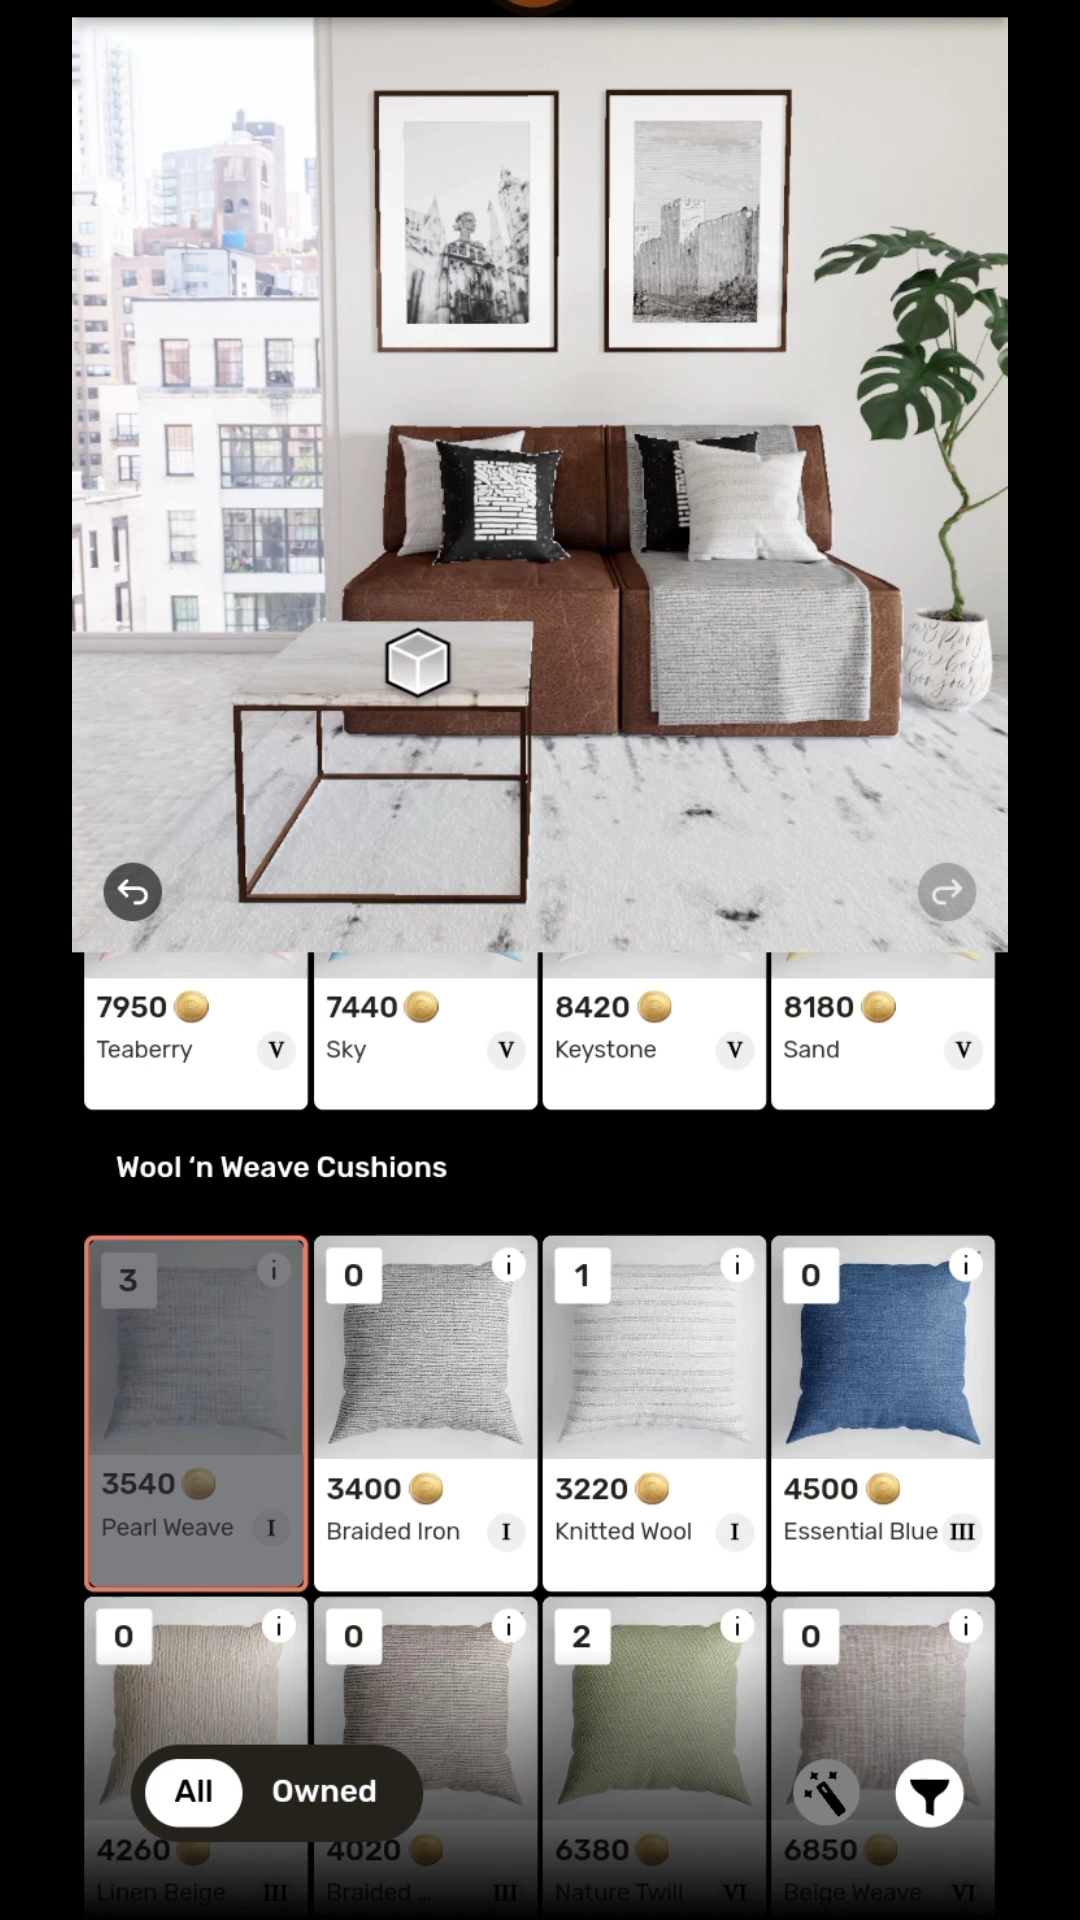 7950
7440
8420
8180
Teaberry V
Sky V
Keystone V
Sand V
Wool ‘n Weave Cushions
3 i
0 i
1 i
0 i
3540
3400
3220
4500
Pearl Weave I
Braided Iron I
Knitted Wool I
Essential Blue III
0 i
0 i
2 i
0 i
All Owned
4260
4020
6380
6850
Linen Beige III
Braided ... III
Nature Twill VI
Beige Weave VI